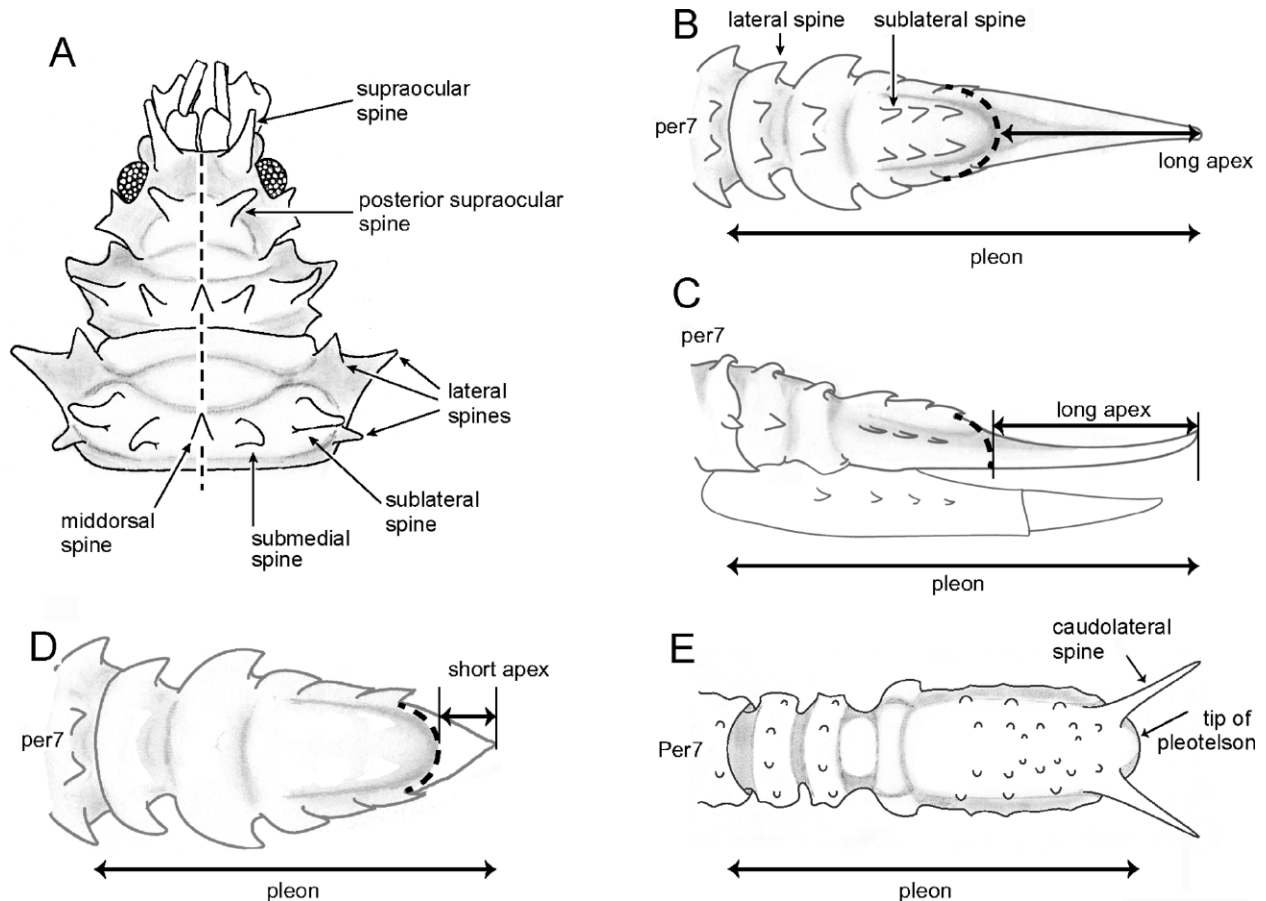 A
supraocular
spine
posterior supraocular
spine
lateral
spines
sublateral
spine
middorsal
spine
submedial
spine
B
lateral spine
sublateral spine
per7
long apex
pleon
C
per7
long apex
pleon
D
short apex
per7
pleon
E
caudolateral
spine
Per7
tip of
pleotelson
pleon